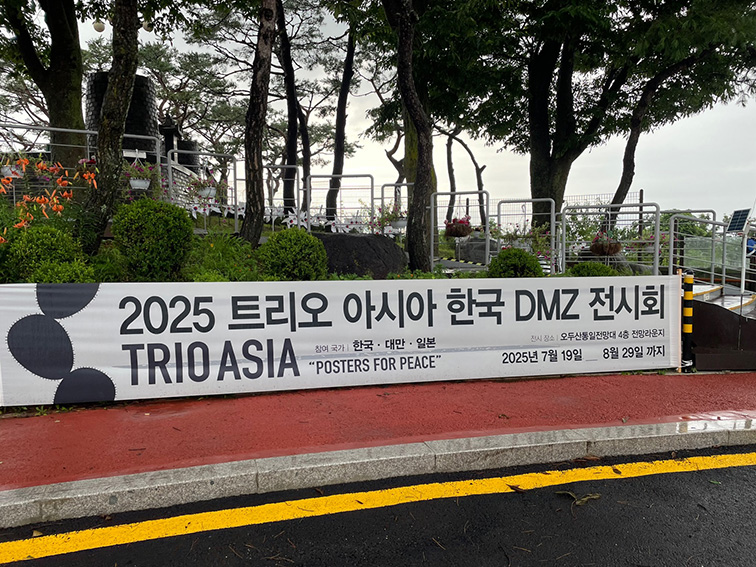 2025 트리오 아시아 한국 DMZ 전시회
TRIO ASIA
참여 국가 | 한국 · 대만 · 일본
"POSTERS FOR PEACE"
전시 장소 | 오두산통일전망대 4층 전망라운지
2025년 7월 19일 8월 29일 까지